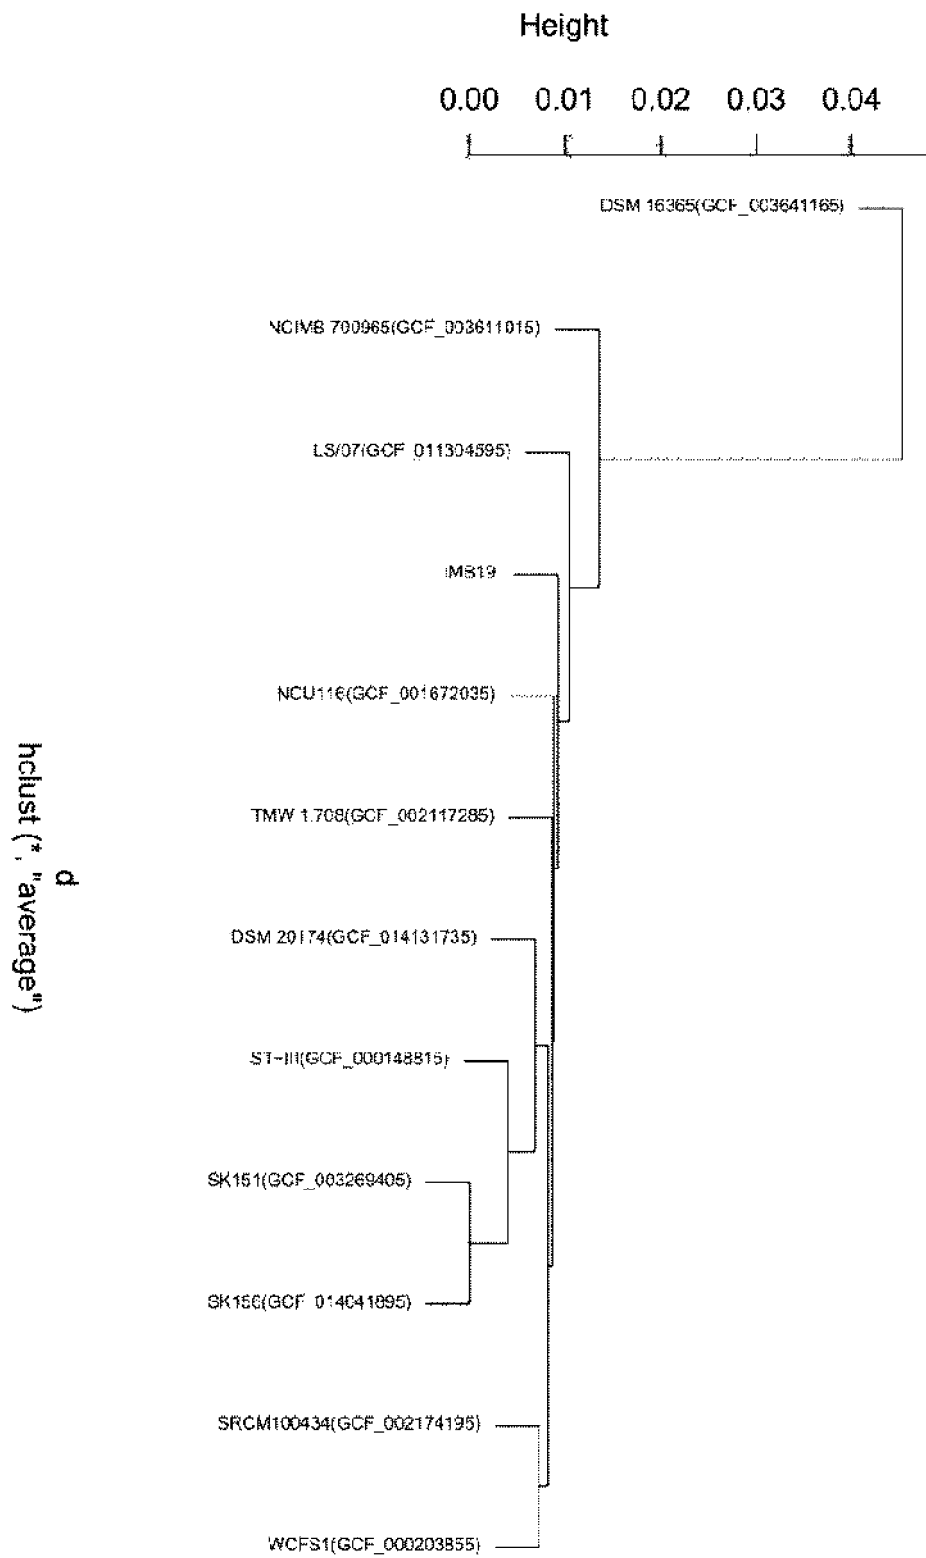 Height
0.00 0.01 0.02 0.03 0.04
DSM 16365(GCF_003641165)
NCIMB 700965(GCF_003611015)
LS/07(GCF_011304595)
IMB19
NCU116(GCF_001672035)
TMW 1.708(GCF_002117285)
DSM 20174(GCF_014131735)
ST-III(GCF_000148815)
SK151(GCF_003269405)
SK156(GCF_014041895)
SRCM100434(GCF_002174195)
WCFS1(GCF_000203855)
d
hclust (*, "average")